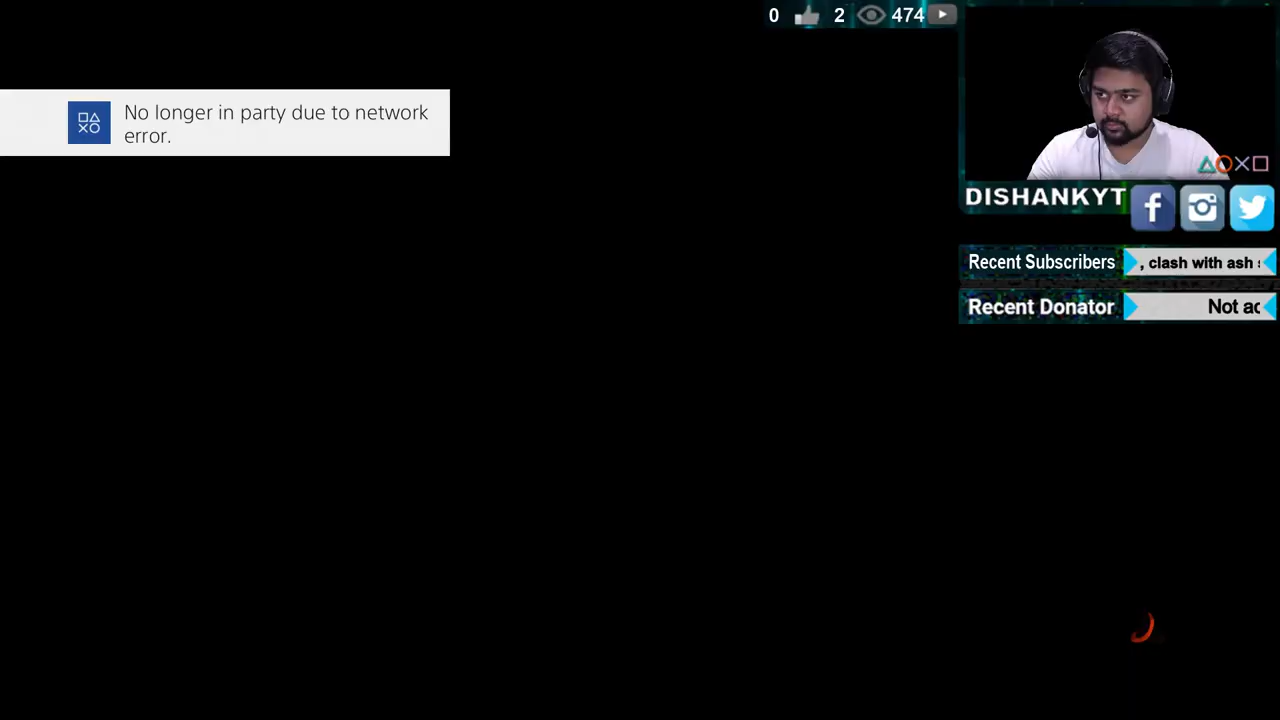 0 2 474
No longer in party due to network
error.
DISHANKYT
Recent Subscribers , clash with ash
Recent Donator Not